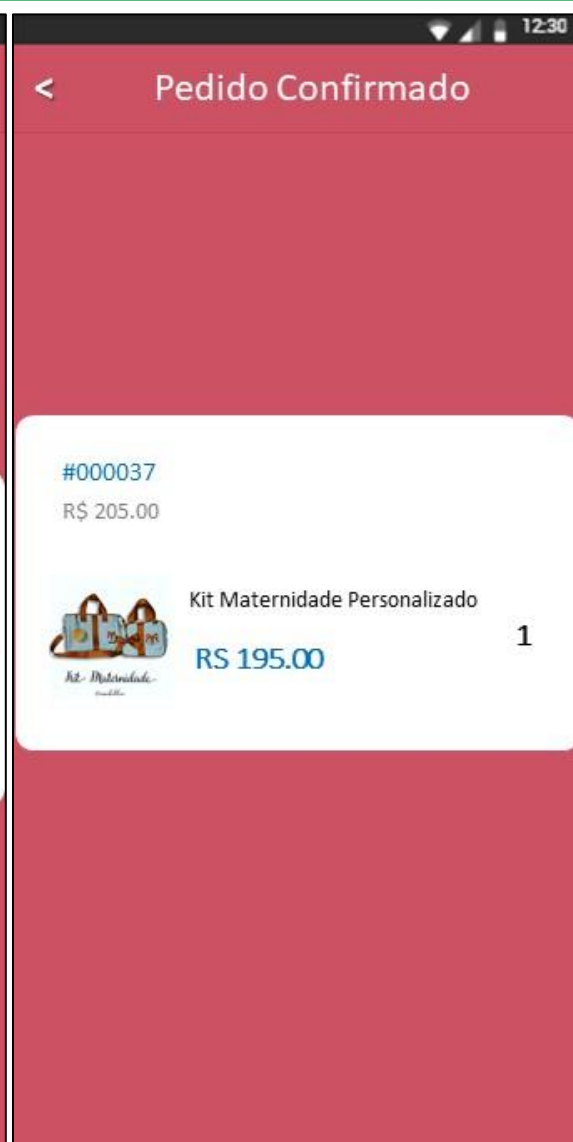 12:30
< Pedido Confirmado
#000037
R$ 205.00
Kit Maternidade Personalizado
1
RS 195.00
Kit Maternidade